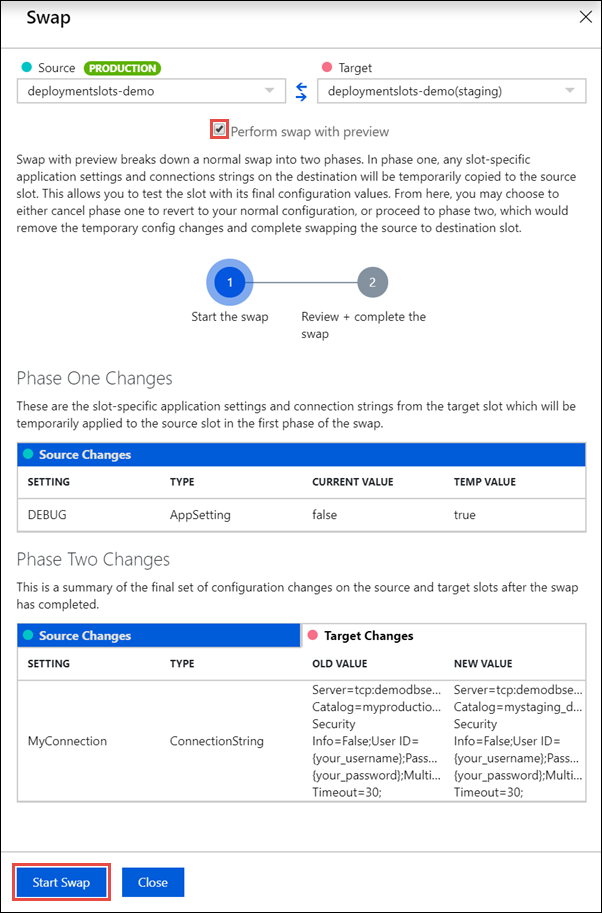 Swap
Source PRODUCTION
Target
deploymentslots-demo
deploymentslots-demo(staging)
Perform swap with preview
Swap with preview breaks down a normal swap into two phases. In phase one, any slot-specific
application settings and connections strings on the destination will be temporarily copied to the source
slot. This allows you to test the slot with its final configuration values. From here, you may choose to
either cancel phase one to revert to your normal configuration, or proceed to phase two, which would
remove the temporary config changes and complete swapping the source to destination slot.
1
2
Start the swap
Review + complete the
swap
Phase One Changes
These are the slot-specific application settings and connection strings from the target slot which will be
temporarily applied to the source slot in the first phase of the swap.
Source Changes
SETTING TYPE CURRENT VALUE TEMP VALUE
DEBUG AppSetting false true
Phase Two Changes
This is a summary of the final set of configuration changes on the source and target slots after the swap
has completed.
Source Changes
Target Changes
SETTING TYPE OLD VALUE NEW VALUE
MyConnection
ConnectionString
Server=tcp:demodbse...
Catalog=myproductio...
Security
Info=False;User ID=
{your_username};Pass...
{your_password};Multi...
Timeout=30;
Server=tcp:demodbse...
Catalog=mystaging_d...
Security
Info=False;User ID=
{your_username};Pass...
{your_password};Multi...
Timeout=30;
Start Swap
Close